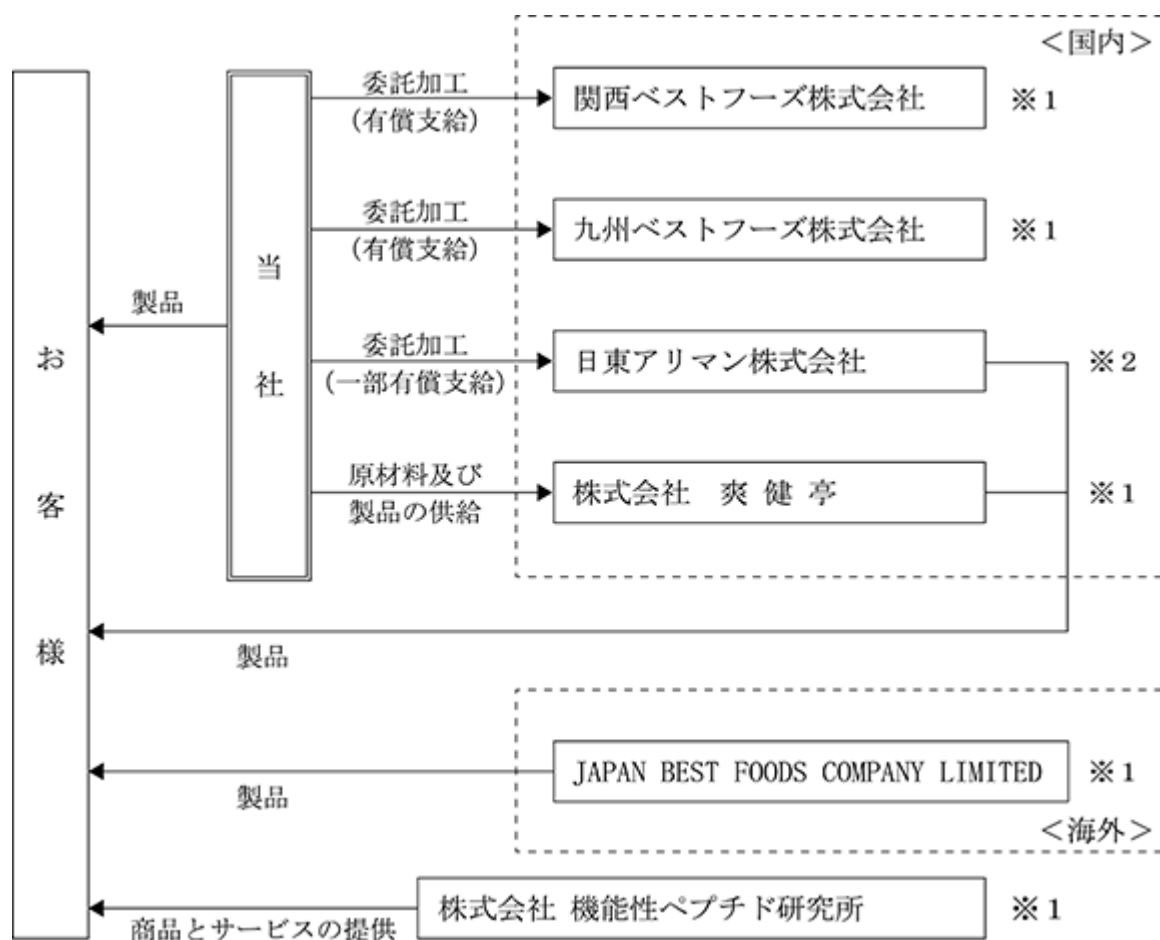 <国内>
委託加工
(有償支給)
関西ベストフーズ株式会社
※1
委託加工
(有償支給)
九州ベストフーズ株式会社
※1
当社
製品
委託加工
(一部有償支給)
日東アリマン株式会社
※2
お客様
原材料及び
製品の供給
株式会社 爽健亭
※1
製品
JAPAN BEST FOODS COMPANY LIMITED
※1
製品
<海外>
株式会社 機能性ペプチド研究所
※1
商品とサービスの提供